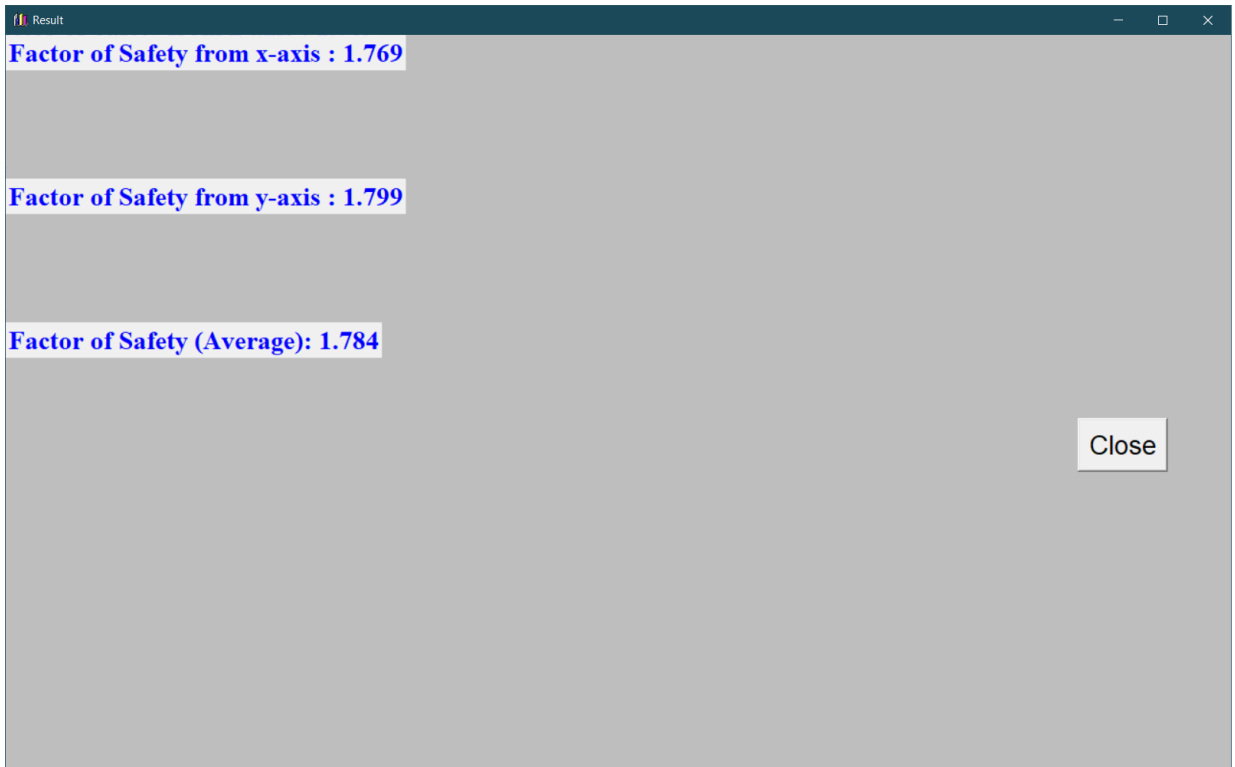 Result
Factor of Safety from x-axis : 1.769
Factor of Safety from y-axis : 1.799
Factor of Safety (Average): 1.784
Close